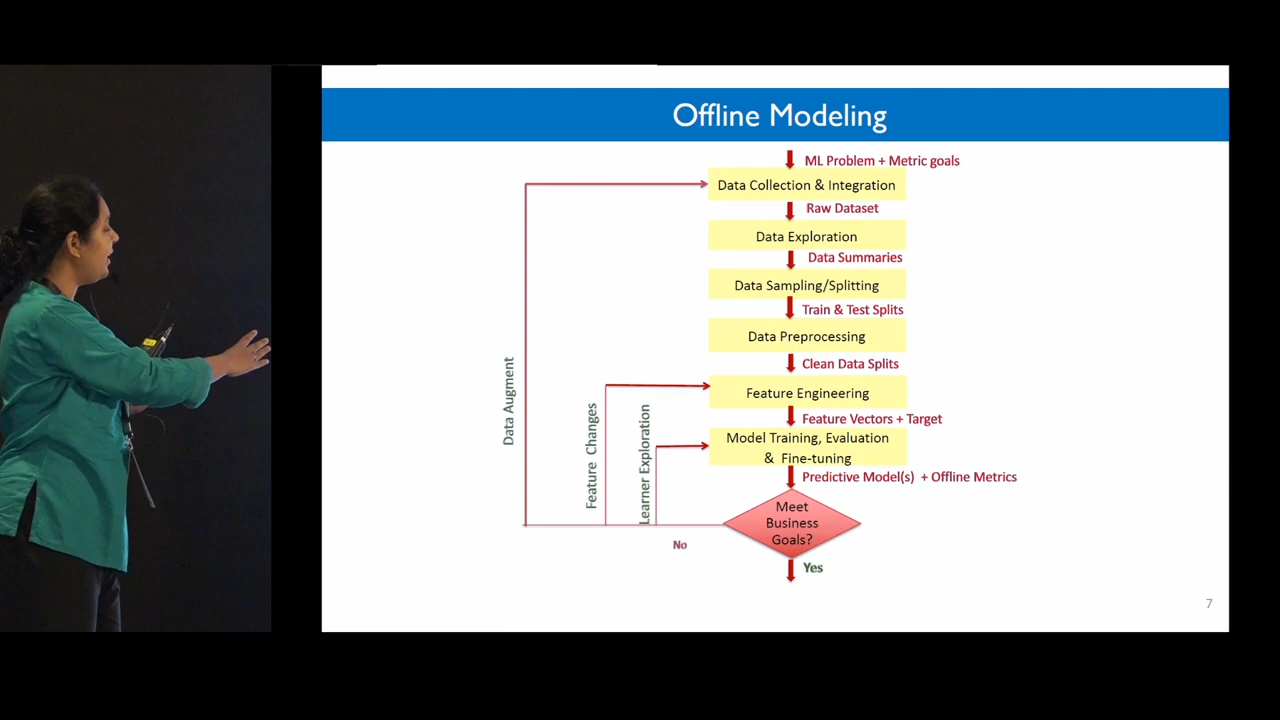 Offline Modeling
ML Problem + Metric goals
Data Collection & Integration
Raw Dataset
Data Exploration
Data Summaries
Data Sampling/Splitting
Train & Test Splits
Data Preprocessing
Clean Data Splits
Feature Engineering
Feature Vectors + Target
Model Training, Evaluation
& Fine-tuning
Predictive Model(s) + Offline Metrics
Meet
Business
Goals?
Data Augment
Feature Changes
Learner Exploration
No
Yes
7